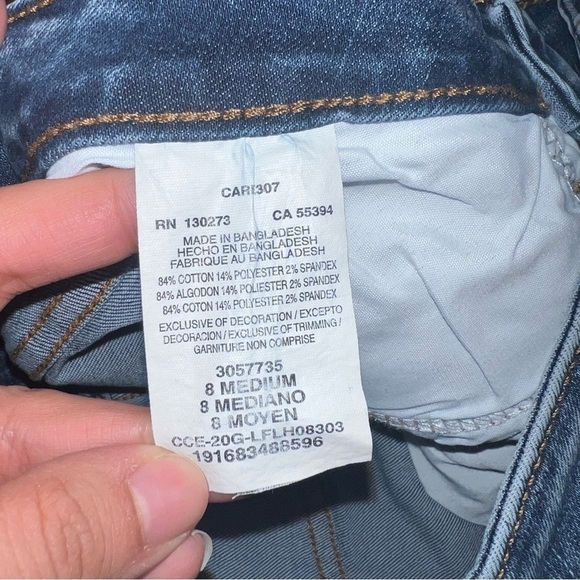 CARE307
RN 130273 CA 55394
MADE IN BANGLADESH
HECHO EN BANGLADESH
FABRIQUE AU BANGLADESH
84% COTTON 14% POLYESTER 2% SPANDEX
84% ALGODON 14% POLYESTER 2% SPANDEX
84% COTON 14% POLYESTER 2% SPANDEX
EXCLUSIVE OF DECORATION / EXCEPTO
DECORACION / EXCLUSIVE OF TRIMMING /
GARNITURE NON COMPRISE
3057735
8 MEDIUM
8 MEDIANO
8 MOYEN
CCE-20G-LFLH08303
191683488596